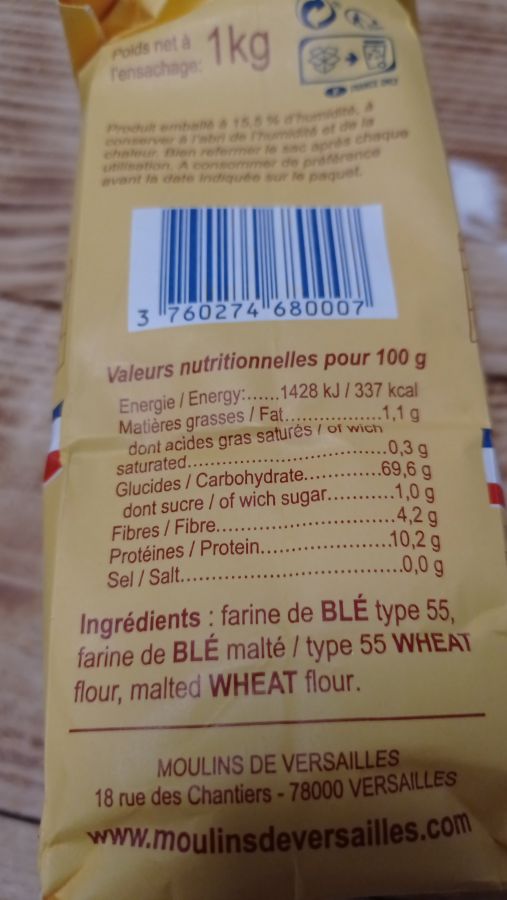 Poids net à
l'ensachage: 1kg
Produit emballé à 15,5 % d'humidité, à
conserver à l'abri de l'humidité et de la
chaleur. Bien refermer le sac après chaque
utilisation. A consommer de préférence
avant la date indiquée sur le paquet.
3 760274 680007
Valeurs nutritionnelles pour 100 g
Energie / Energy:......1428 kJ / 337 kcal
Matières grasses / Fat................1,1 g
dont acides gras saturés / of wich
saturated..................................0,3 g
Glucides / Carbohydrate............69,6 g
dont sucre / of wich sugar...........1,0 g
Fibres / Fibre.............................4,2 g
Protéines / Protein.....................10,2 g
Sel / Salt...................................0,0 g
Ingrédients : farine de BLÉ type 55,
farine de BLÉ malté / type 55 WHEAT
flour, malted WHEAT flour.
MOULINS DE VERSAILLES
18 rue des Chantiers - 78000 VERSAILLES
www.moulinsdeversailles.com